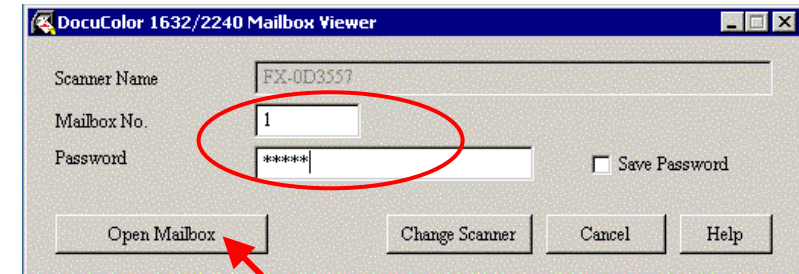 DocuColor 1632/2240 Mailbox Viewer
Scanner Name FX-0D3557
Mailbox No. 1
Password ***** Save Password
Open Mailbox Change Scanner Cancel Help